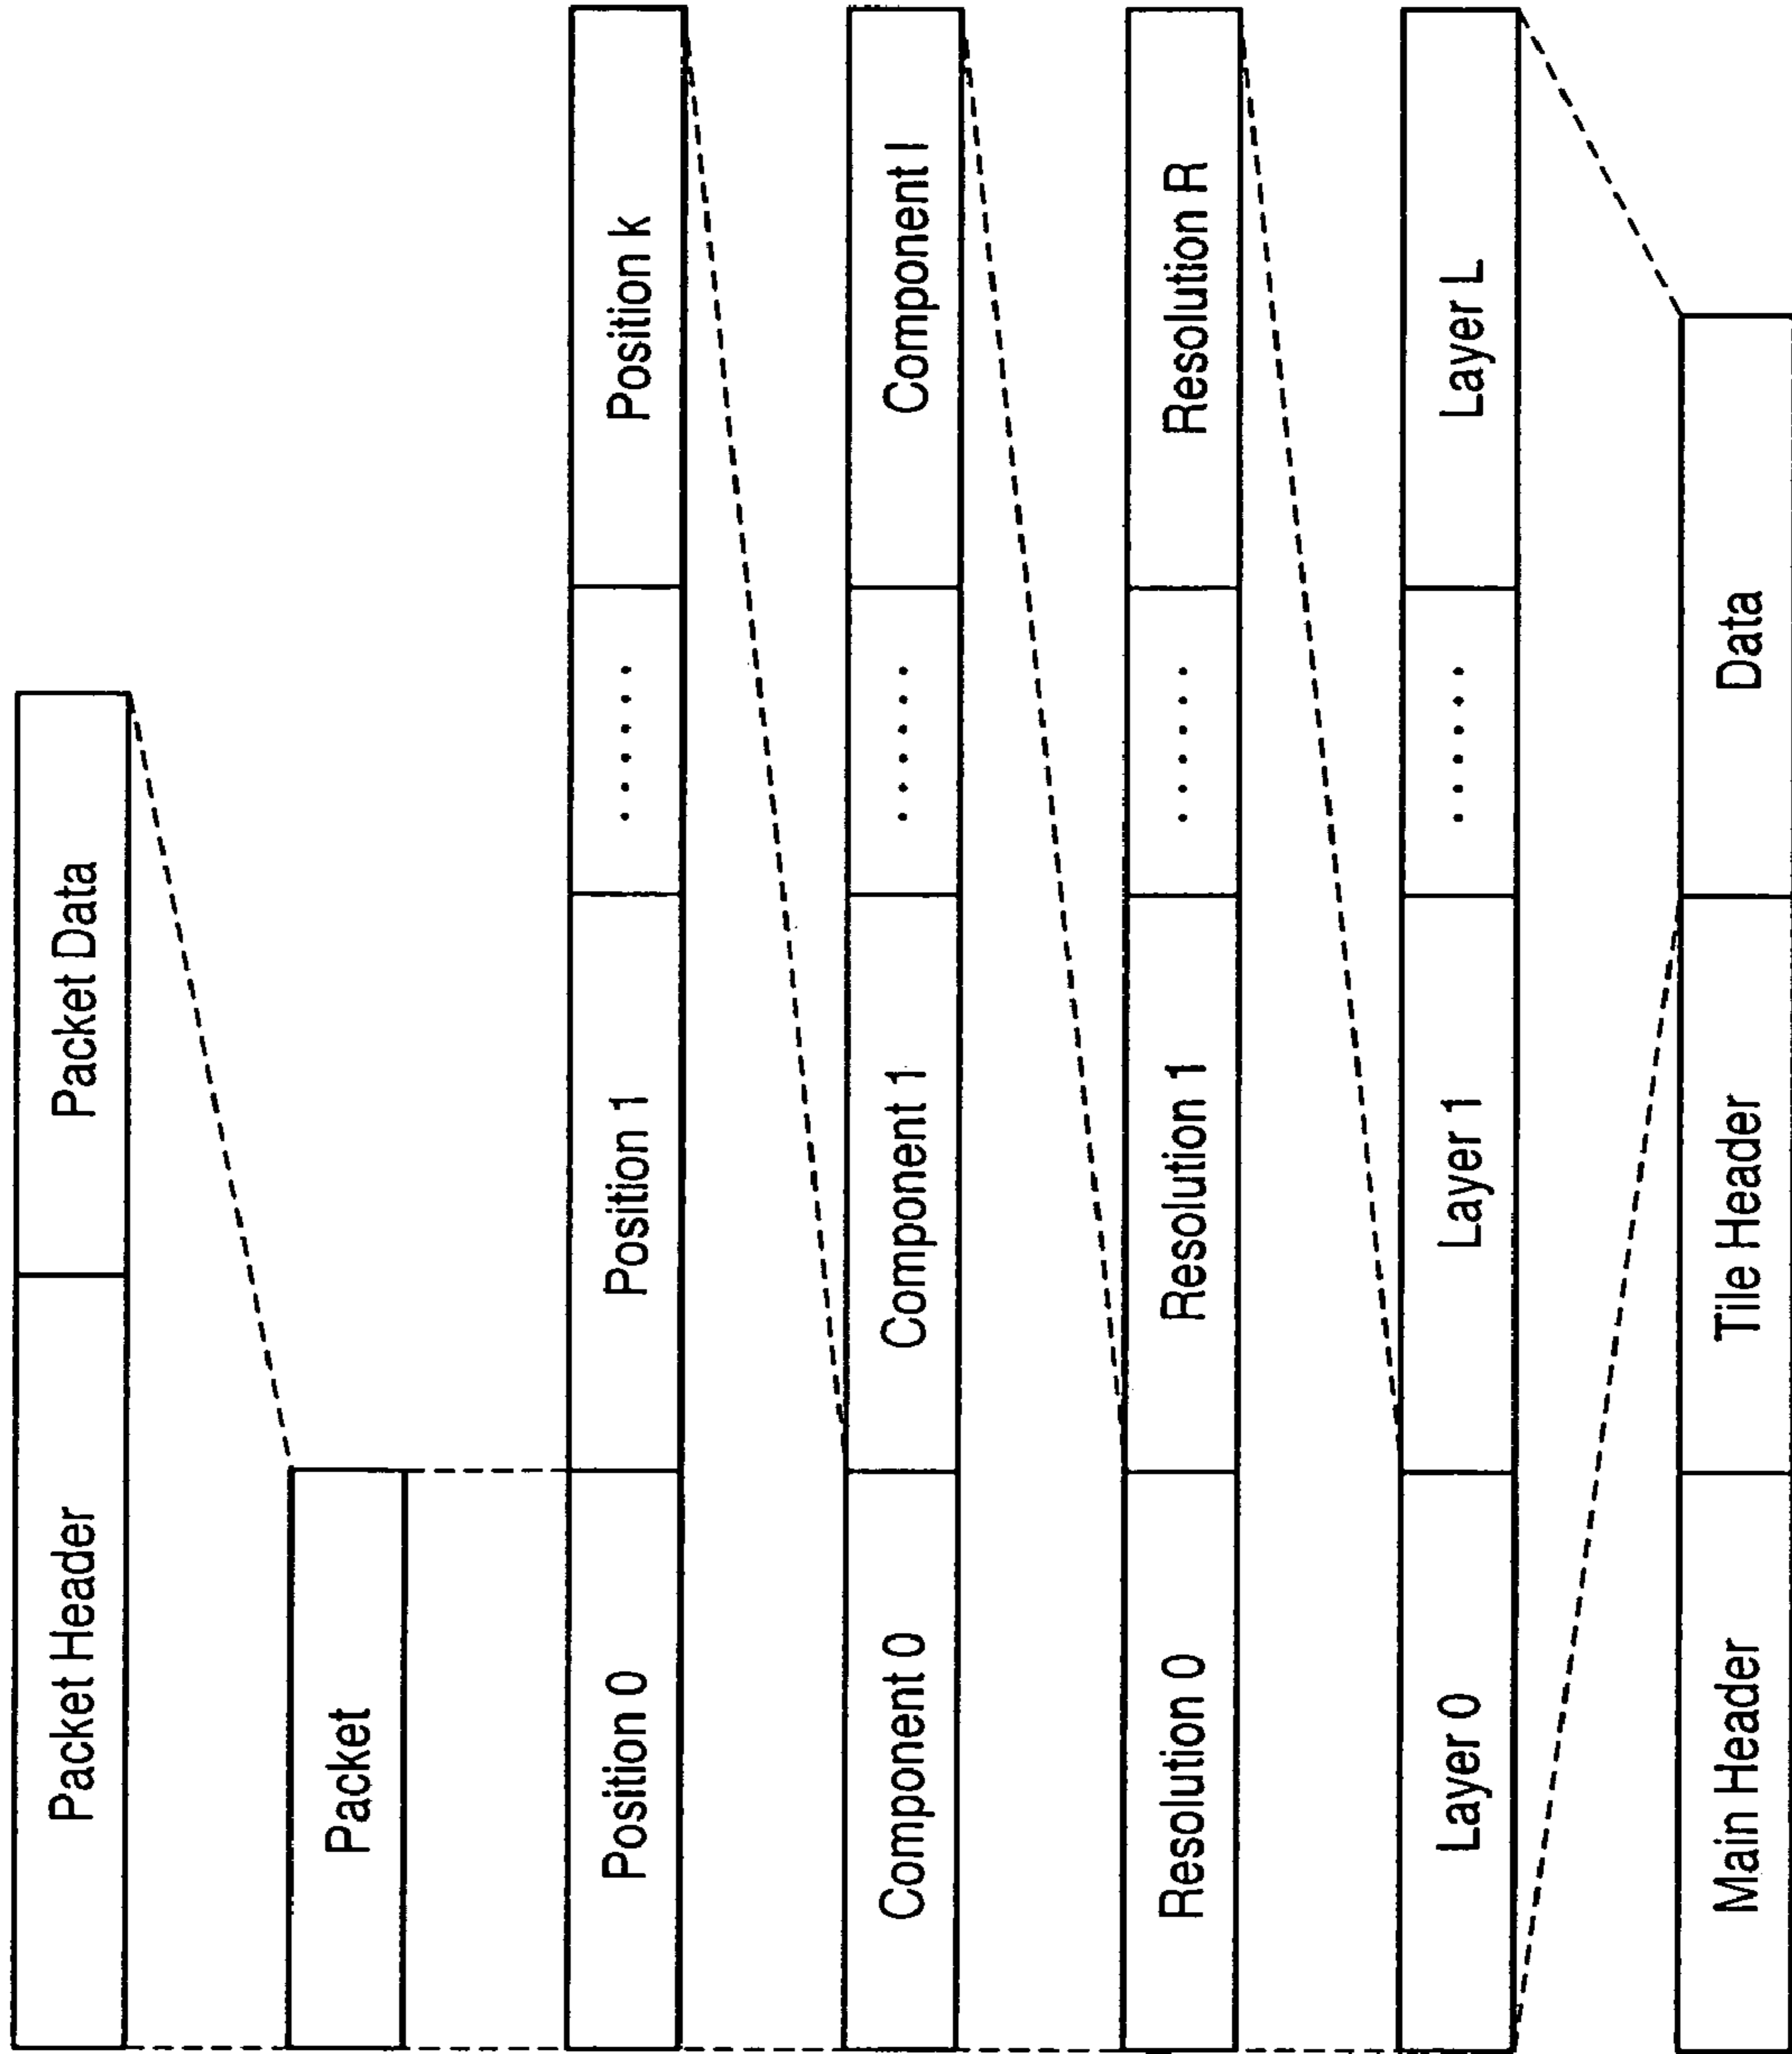 Packet Header Packet Data
Packet
Position 0 Position 1 ...... Position k
Component 0 Component 1 ...... Component I
Resolution 0 Resolution 1 ...... Resolution R
Layer 0 Layer 1 ...... Layer L
Main Header Tile Header Data